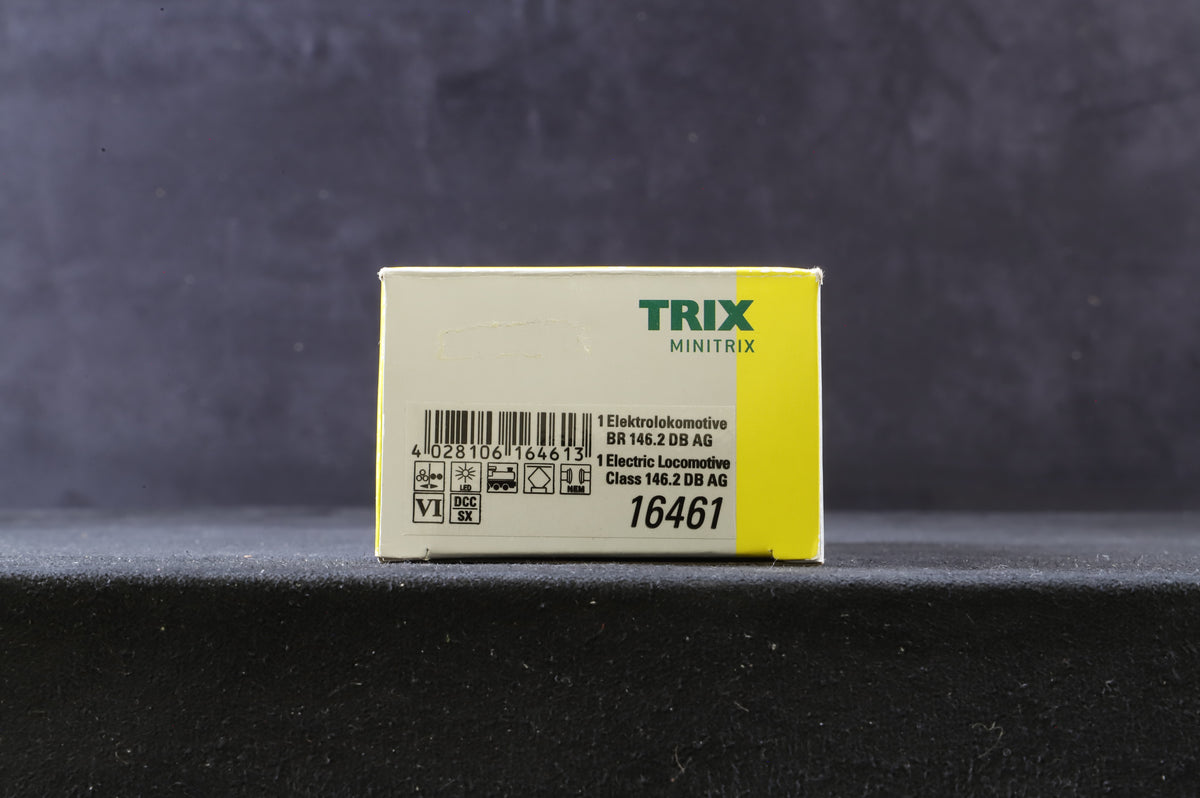 TRIX
MINITRIX
4 028106 164613
1 Elektrolokomotive
BR 146.2 DB AG
1 Electric Locomotive
Class 146.2 DB AG
16461
LED
NEM
VI
DCC
SX